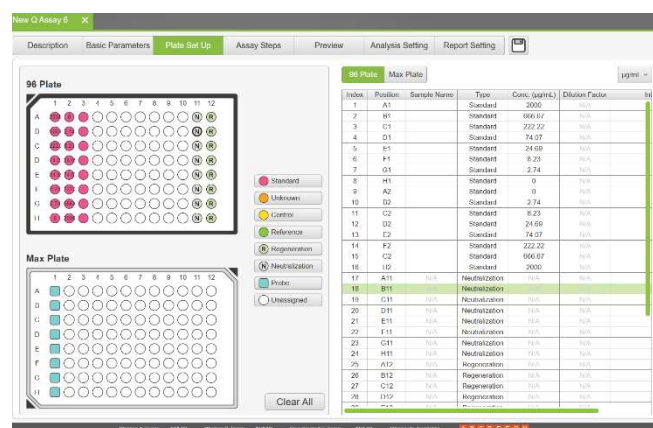 New Q Assay 6 ×
Description Basic Parameters Plate Set Up Assay Steps Preview Analysis Setting Report Setting
96 Plate Max Plate µg/ml
96 Plate
1 2 3 4 5 6 7 8 9 10 11 12
A
B
C
D
E
F
G
H
Standard
Unknown
Control
Reference
R Regeneration
N Neutralization
Probe
Unassigned
Max Plate
1 2 3 4 5 6 7 8 9 10 11 12
A
B
C
D
E
F
G
H
Clear All
Index Position Sample Name Type Conc. (µg/mL) Dilution Factor
1 A1 Standard 2000 N/A
2 B1 Standard 666.67 N/A
3 C1 Standard 222.22 N/A
4 D1 Standard 74.07 N/A
5 E1 Standard 24.69 N/A
6 F1 Standard 8.23 N/A
7 G1 Standard 2.74 N/A
8 H1 Standard 0 N/A
9 A2 Standard 0 N/A
10 Standard 2.74 N/A
11 C2 Standard 8.23 N/A
12 D2 Standard 24.69 N/A
13 E2 Standard 74.07 N/A
14 F2 Standard 222.22 N/A
15 Standard 666.67 N/A
16 H2 Standard 2000 N/A
17 A11 N/A Neutralization N/A N/A
18 B11 N/A Neutralization N/A N/A
19 C11 N/A Neutralization N/A N/A
20 D11 N/A Neutralization N/A N/A
21 E11 N/A Neutralization N/A N/A
22 F11 N/A Neutralization N/A N/A
23 G11 N/A Neutralization N/A N/A
24 H11 N/A Neutralization N/A N/A
25 A12 N/A Regeneration N/A N/A
26 B12 N/A Regeneration N/A N/A
27 C12 N/A Regeneration N/A N/A
28 D12 N/A Regeneration N/A N/A